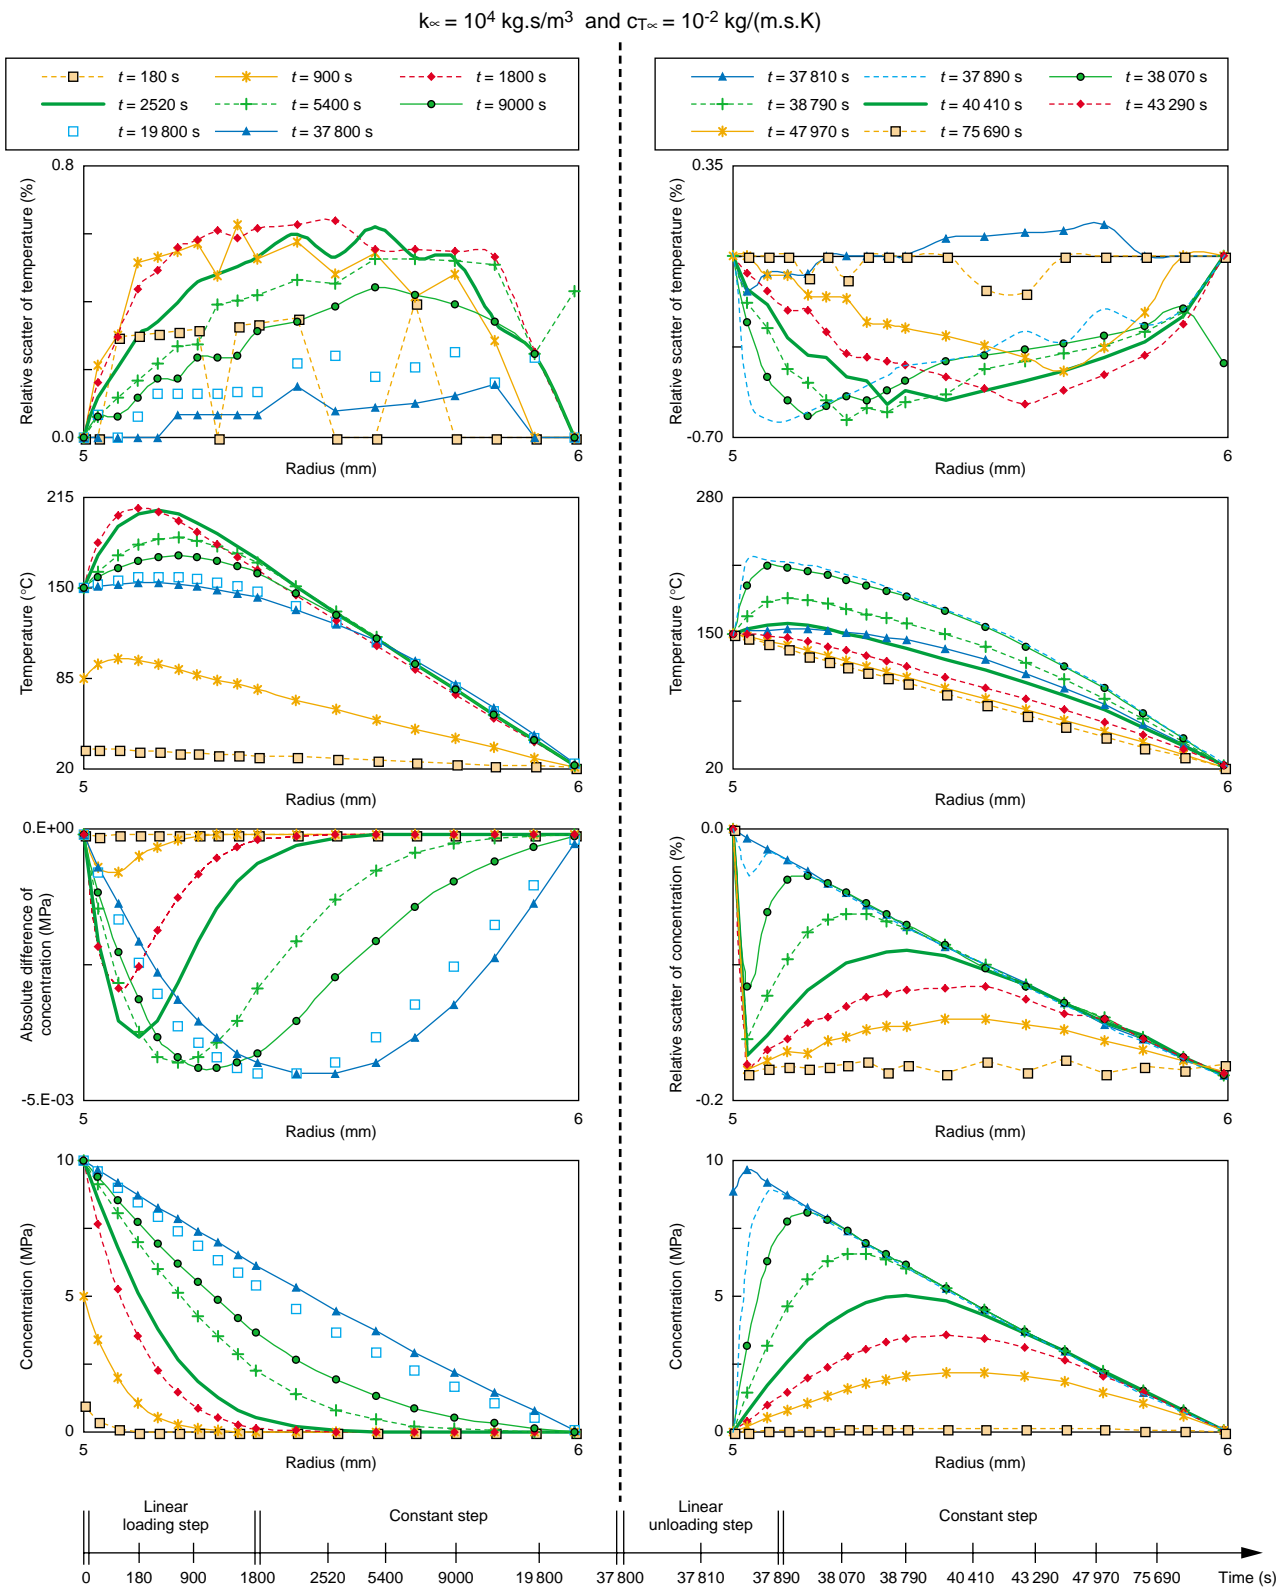 k∝ = 10⁴ kg.s/m³ and cT∝ = 10⁻² kg/(m.s.K)
t = 180 s
t = 900 s
t = 1800 s
t = 2520 s
t = 5400 s
t = 9000 s
t = 19 800 s
t = 37 800 s
t = 37 810 s
t = 37 890 s
t = 38 070 s
t = 38 790 s
t = 40 410 s
t = 43 290 s
t = 47 970 s
t = 75 690 s
Relative scatter of temperature (%)
0.8
0.0
5
6
Radius (mm)
Relative scatter of temperature (%)
0.35
-0.70
5
6
Radius (mm)
Temperature (°C)
215
150
85
20
5
6
Radius (mm)
Temperature (°C)
280
150
20
5
6
Radius (mm)
Absolute difference of
concentration (MPa)
0.E+00
-5.E-03
5
6
Radius (mm)
Relative scatter of concentration (%)
0.0
-0.2
5
6
Radius (mm)
Concentration (MPa)
10
5
0
5
6
Radius (mm)
Concentration (MPa)
10
5
0
5
6
Radius (mm)
Linear
loading step
Constant step
Linear
unloading step
Constant step
0 180 900 1800 2520 5400 9000 19 800 37 800 37 810 37 890 38 070 38 790 40 410 43 290 47 970 75 690 Time (s)